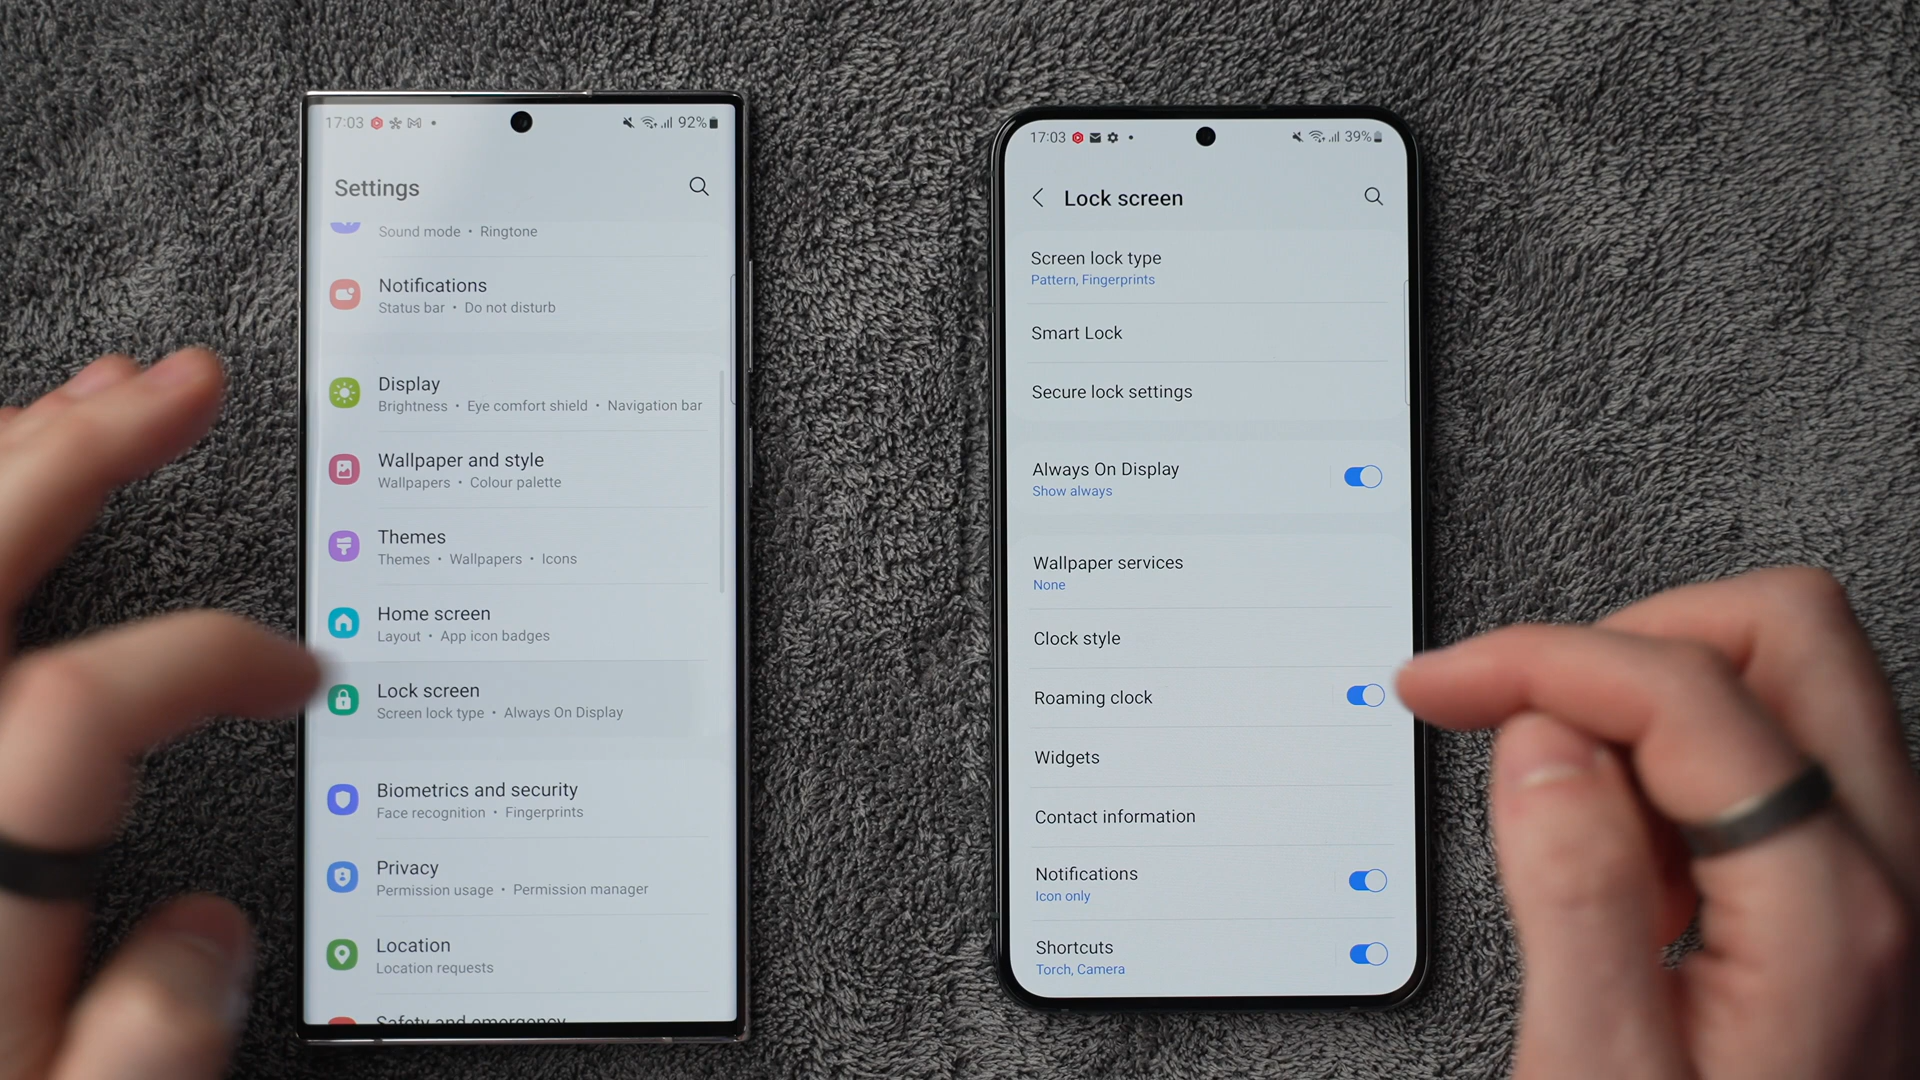 17:03
92%
Settings
Sound mode • Ringtone
Notifications
Status bar • Do not disturb
Display
Brightness • Eye comfort shield • Navigation bar
Wallpaper and style
Wallpapers • Colour palette
Themes
Themes • Wallpapers • Icons
Home screen
Layout • App icon badges
Lock screen
Screen lock type • Always On Display
Biometrics and security
Face recognition • Fingerprints
Privacy
Permission usage • Permission manager
Location
Location requests
Safety and emergency
17:03
39%
Lock screen
Screen lock type
Pattern, Fingerprints
Smart Lock
Secure lock settings
Always On Display
Show always
Wallpaper services
None
Clock style
Roaming clock
Widgets
Contact information
Notifications
Icon only
Shortcuts
Torch, Camera